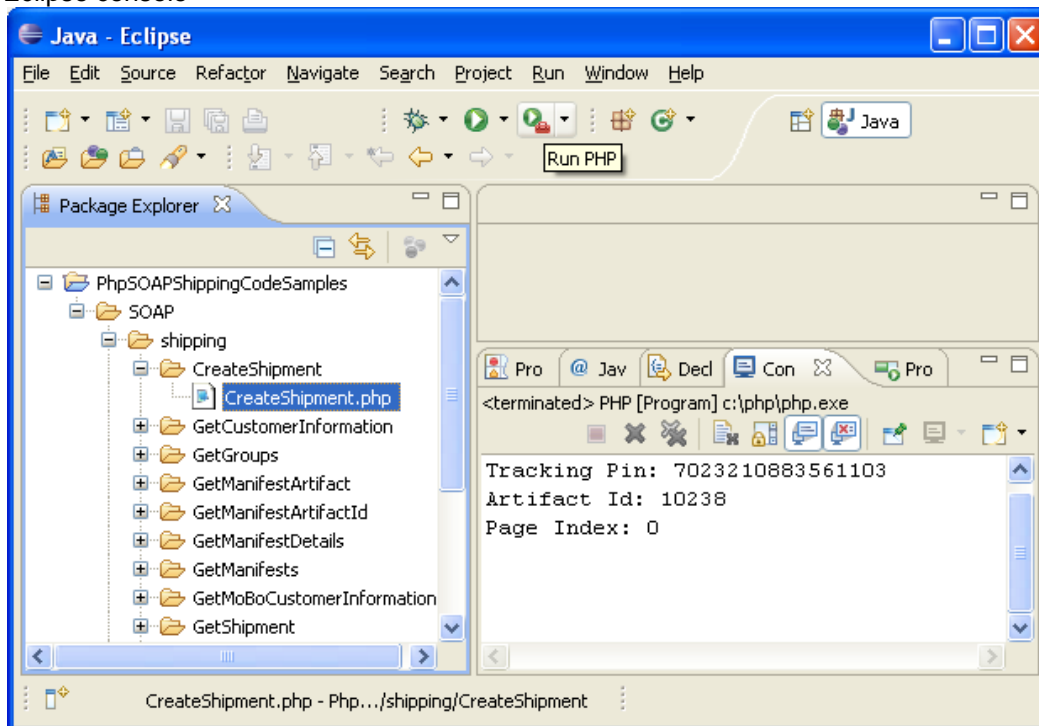 Java - Eclipse
File Edit Source Refactor Navigate Search Project Run Window Help
Java
Run PHP
Package Explorer
PhpSOAPShippingCodeSamples
SOAP
shipping
CreateShipment
CreateShipment.php
GetCustomerInformation
GetGroups
GetManifestArtifact
GetManifestArtifactId
GetManifestDetails
GetManifests
GetMoBoCustomerInformation
GetShipment
Pro @ Jav Decl Con Pro
<terminated> PHP [Program] c:\php\php.exe
Tracking Pin: 7023210883561103
Artifact Id: 10238
Page Index: 0
CreateShipment.php - Php.../shipping/CreateShipment